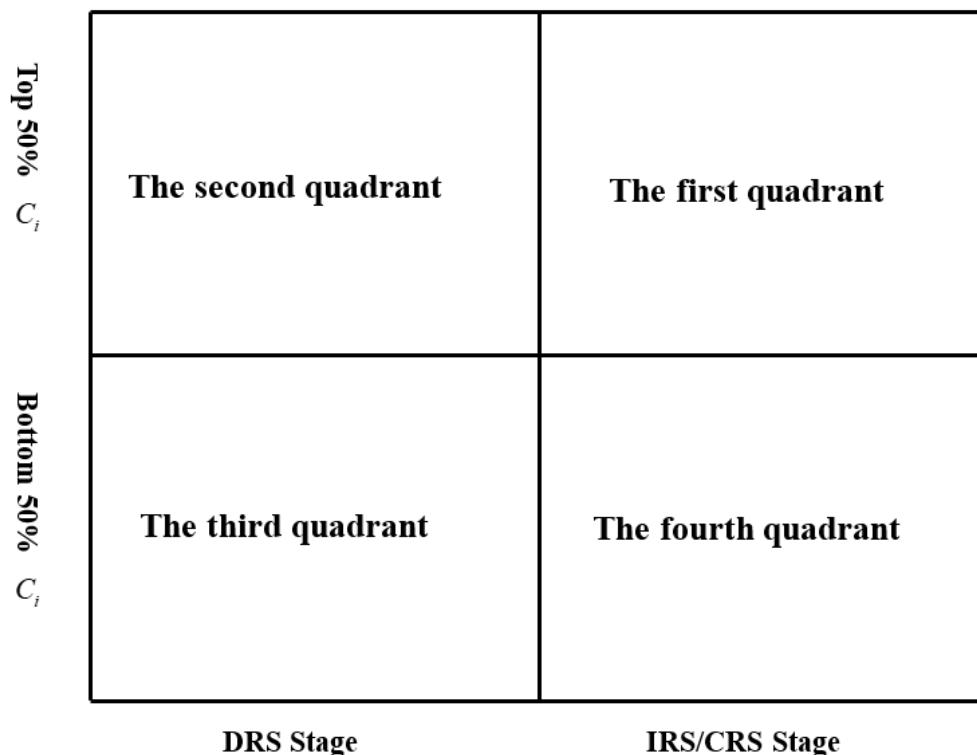 Top 50% C_i
The second quadrant
The first quadrant
Bottom 50% C_i
The third quadrant
The fourth quadrant
DRS Stage
IRS/CRS Stage